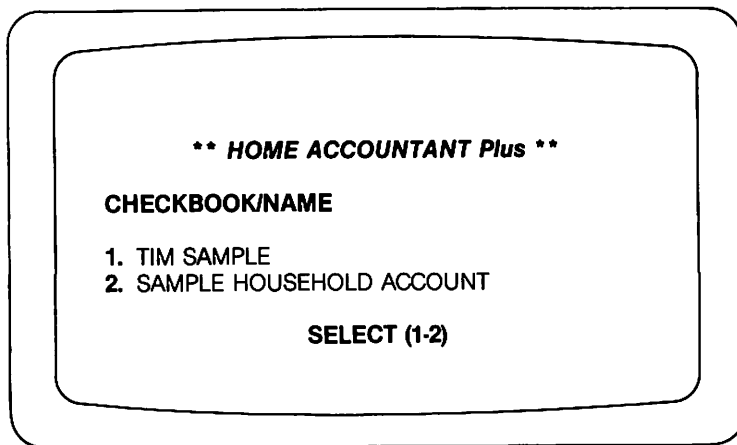 ** HOME ACCOUNTANT Plus **
CHECKBOOK/NAME
1. TIM SAMPLE
2. SAMPLE HOUSEHOLD ACCOUNT
SELECT (1-2)